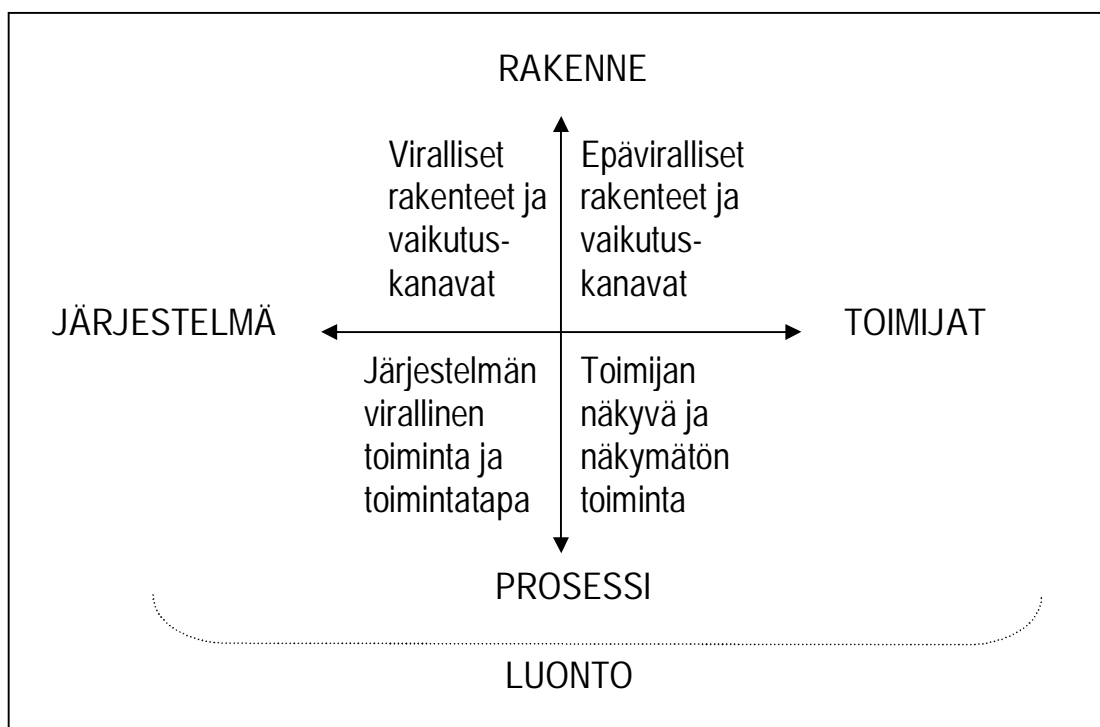 RAKENNE
Viralliset
rakenteet ja
vaikutus-
kanavat
Epäviralliset
rakenteet ja
vaikutus-
kanavat
JÄRJESTELMÄ
TOIMIJAT
Järjestelmän
virallinen
toiminta ja
toimintatapa
Toimijan
näkyvä ja
näkymätön
toiminta
PROSESSI
LUONTO